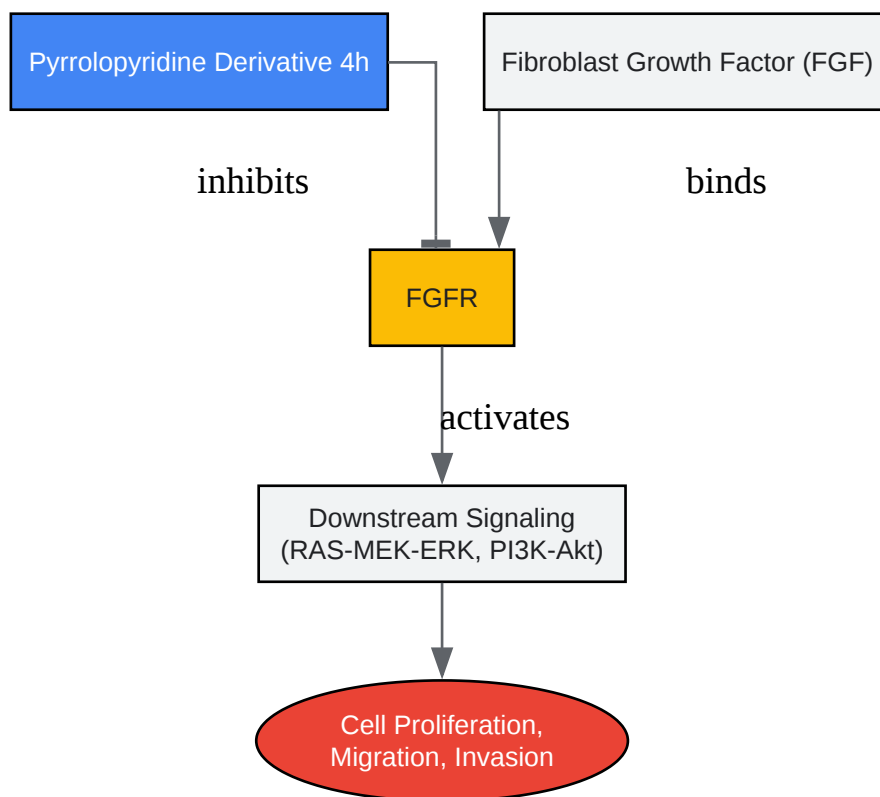 Pyrrolopyridine Derivative 4h
Fibroblast Growth Factor (FGF)
inhibits
binds
FGFR
activates
Downstream Signaling
(RAS-MEK-ERK, PI3K-Akt)
Cell Proliferation,
Migration, Invasion